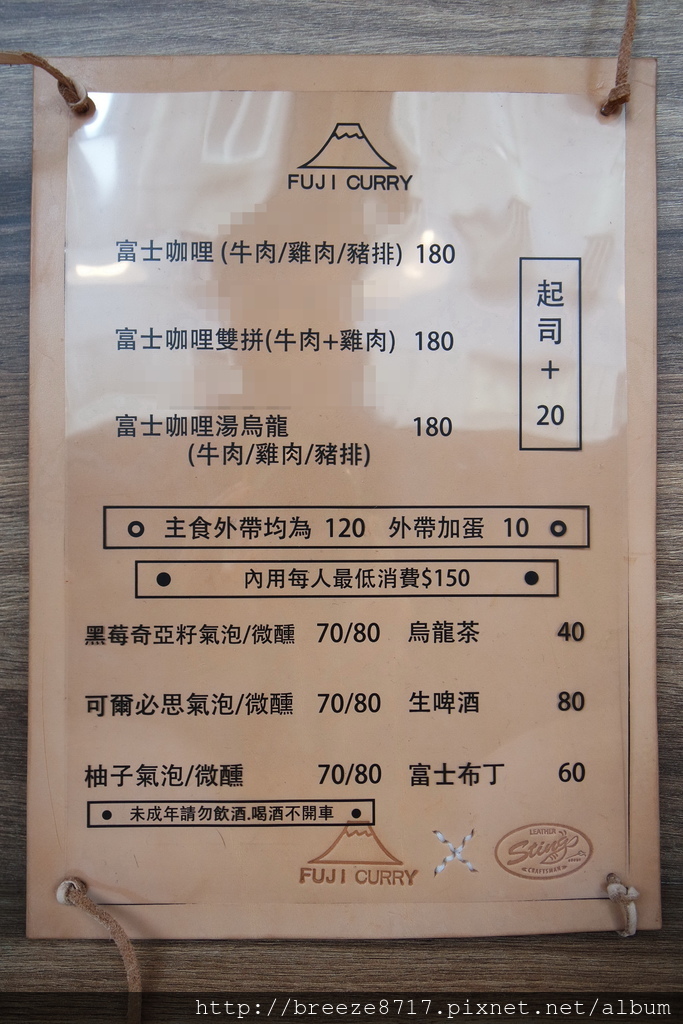 FUJI CURRY
富士咖哩 (牛肉/雞肉/豬排) 180
富士咖哩雙拼(牛肉+雞肉) 180
富士咖哩湯烏龍 180
(牛肉/雞肉/豬排)
起司+20
主食外帶均為 120 外帶加蛋 10
內用每人最低消費$150
黑莓奇亞籽氣泡/微醺 70/80 烏龍茶 40
可爾必思氣泡/微醺 70/80 生啤酒 80
柚子氣泡/微醺 70/80 富士布丁 60
未成年請勿飲酒.喝酒不開車
FUJI CURRY
LEATHER
Sting
CRAFTSMAN
http://breeze8717.pixnet.net/album